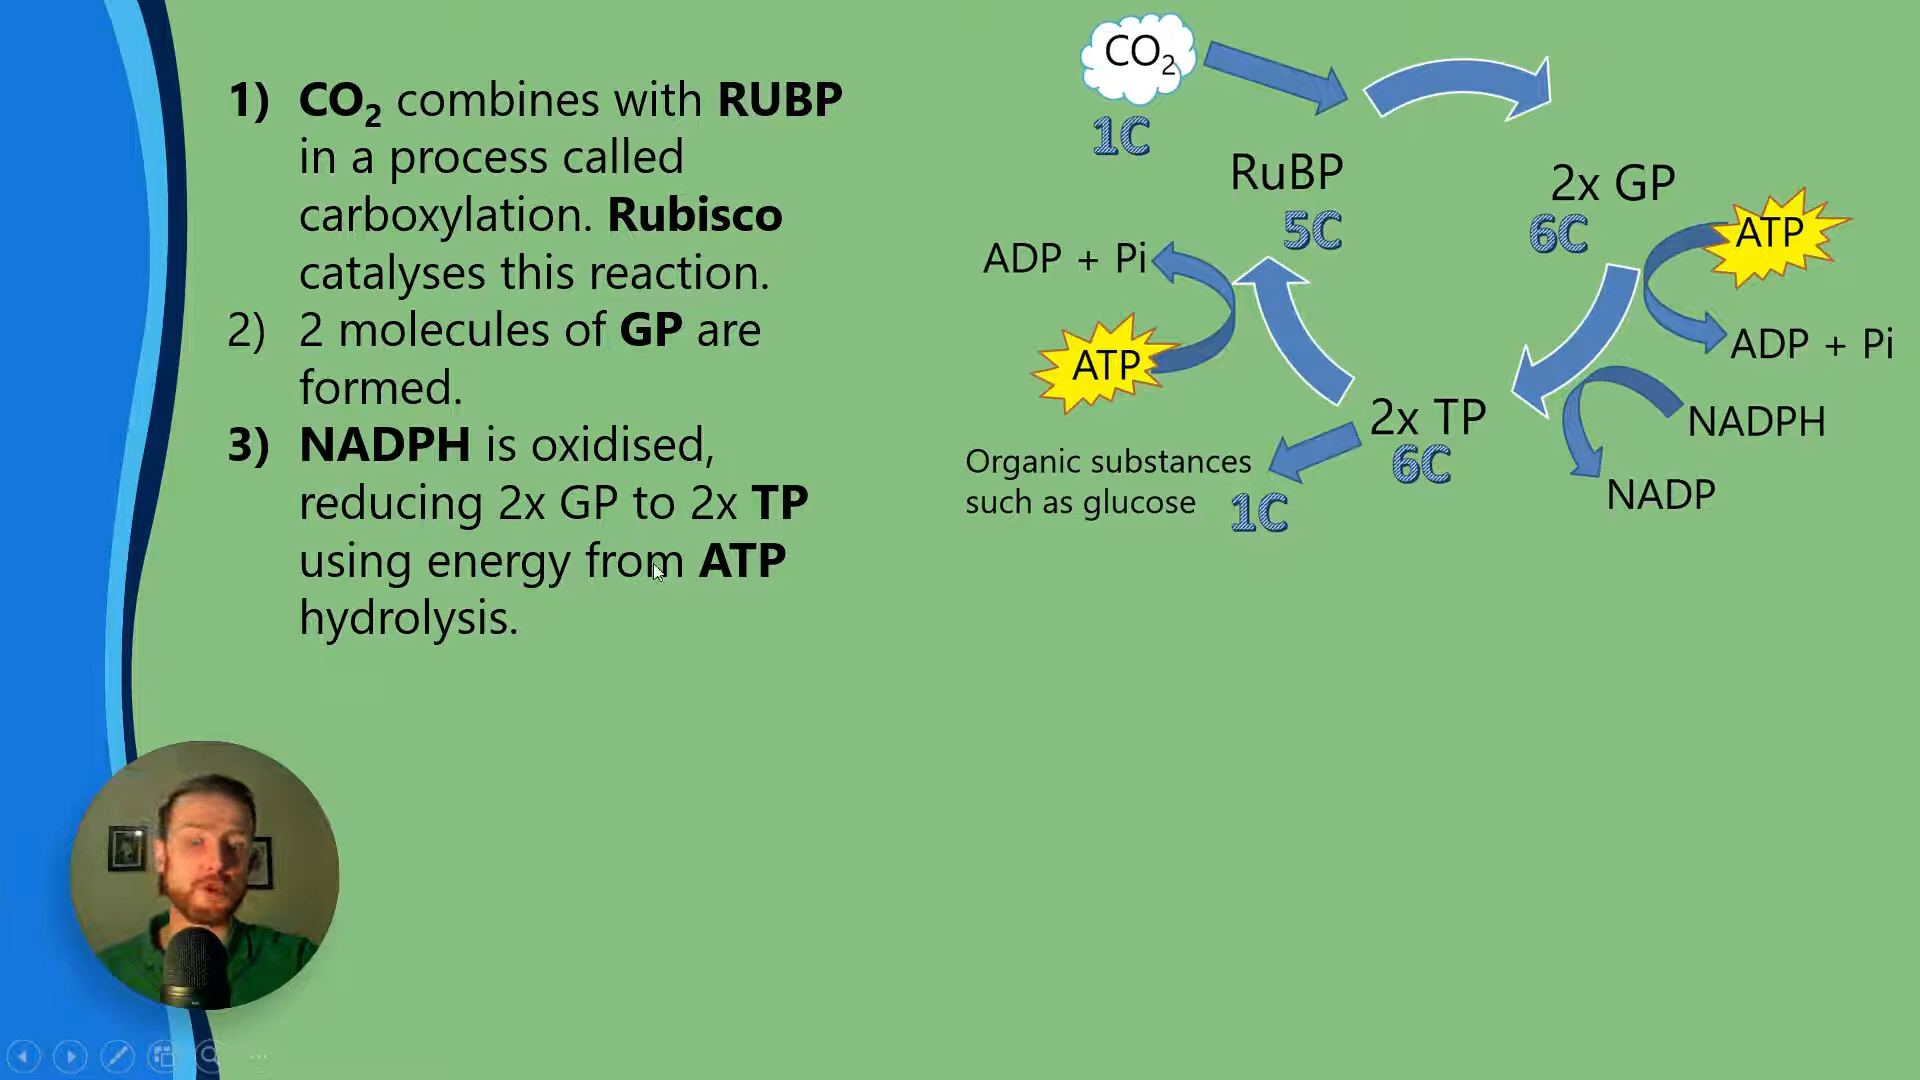 1) CO2 combines with RUBP
in a process called
carboxylation. Rubisco
catalyses this reaction.
2) 2 molecules of GP are
formed.
3) NADPH is oxidised,
reducing 2x GP to 2x TP
using energy from ATP
hydrolysis.
CO2
1C
RuBP
5C
2x GP
6C
ATP
ADP + Pi
ADP + Pi
ATP
NADPH
NADP
2x TP
6C
Organic substances
such as glucose
1C